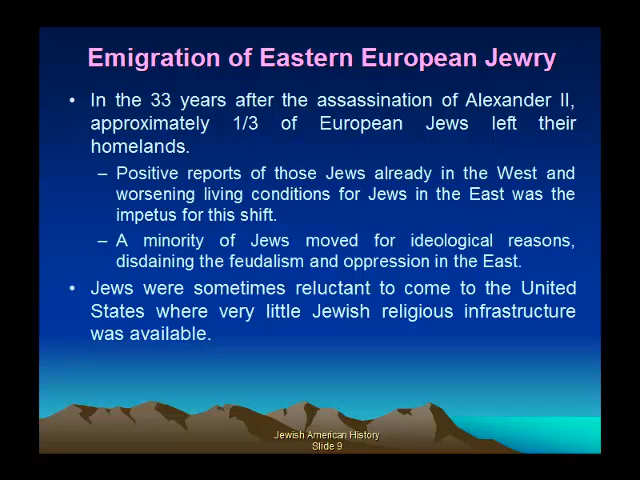 Emigration of Eastern European Jewry
• In the 33 years after the assassination of Alexander II,
approximately 1/3 of European Jews left their
homelands.
– Positive reports of those Jews already in the West and
worsening living conditions for Jews in the East was the
impetus for this shift.
– A minority of Jews moved for ideological reasons,
disdaining the feudalism and oppression in the East.
• Jews were sometimes reluctant to come to the United
States where very little Jewish religious infrastructure
was available.
Jewish American History
Slide 9